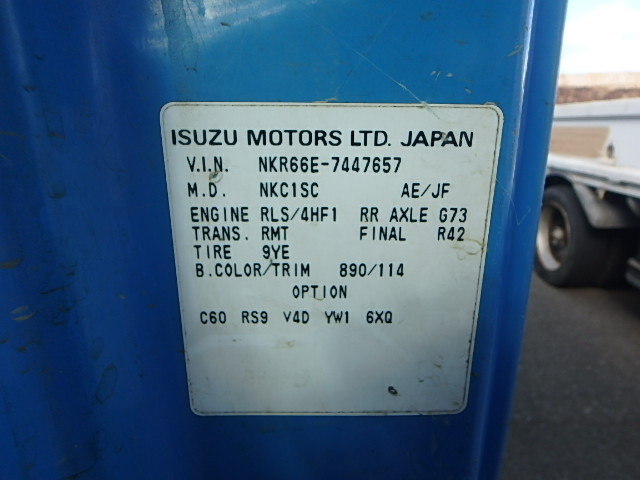 ISUZU MOTORS LTD. JAPAN
V.I.N. NKR66E-7447657
M.D. NKC1SC AE/JF
ENGINE RLS/4HF1 RR AXLE G73
TRANS. RMT FINAL R42
TIRE 9YE
B.COLOR/TRIM 890/114
OPTION
C60 RS9 V4D YW1 6XQ